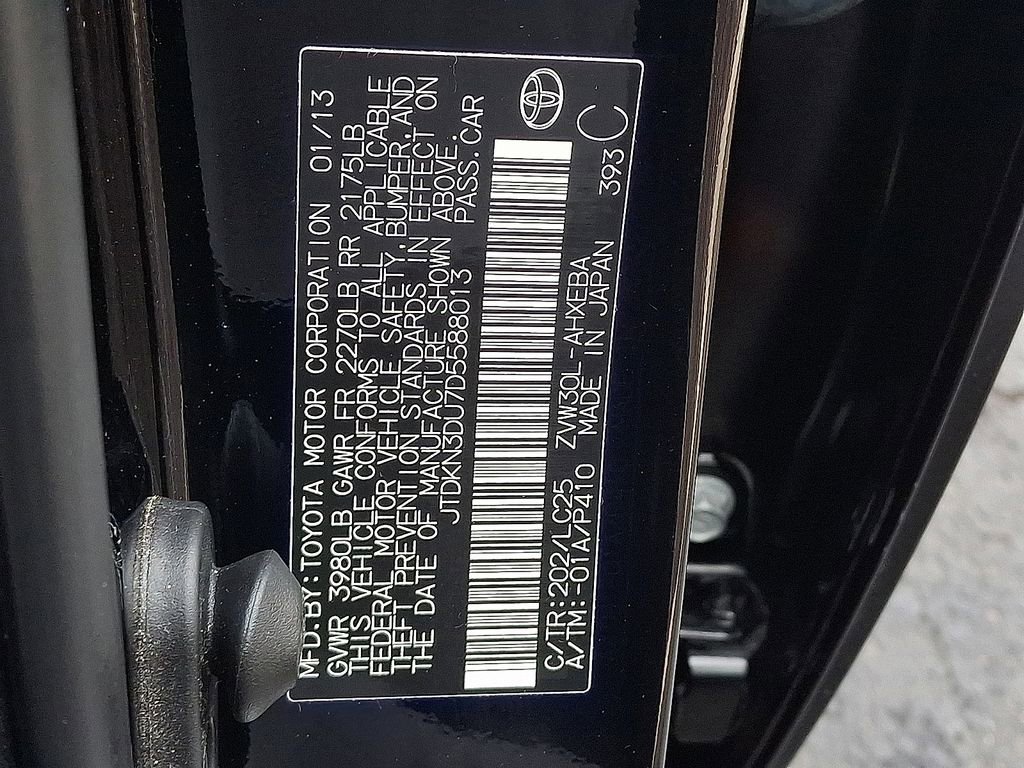 MFD.BY:TOYOTA MOTOR CORPORATION 01/13
GVWR 3980LB GAWR FR 2270LB RR 2175LB
THIS VEHICLE CONFORMS TO ALL APPLICABLE
FEDERAL MOTOR VEHICLE SAFETY,BUMPER,AND
THEFT PREVENTION STANDARDS IN EFFECT ON
THE DATE OF MANUFACTURE SHOWN ABOVE.
JTDKN3DU7D5588013 PASS.CAR
C/TR:202/LC25 ZVW30L-AHXEBA
A/TM:-01A/P410 MADE IN JAPAN 393 C